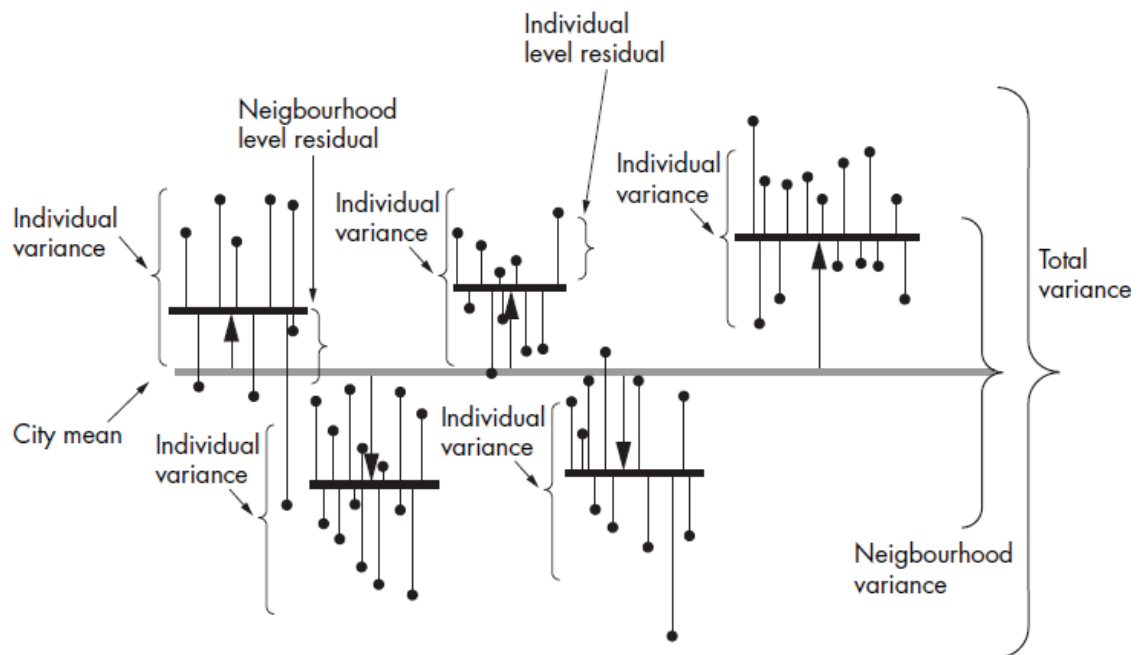 Individual
level residual
Neigbourhood
level residual
Individual
variance
Individual
variance
Individual
variance
Total
variance
City mean
Individual
variance
Individual
variance
Neigbourhood
variance